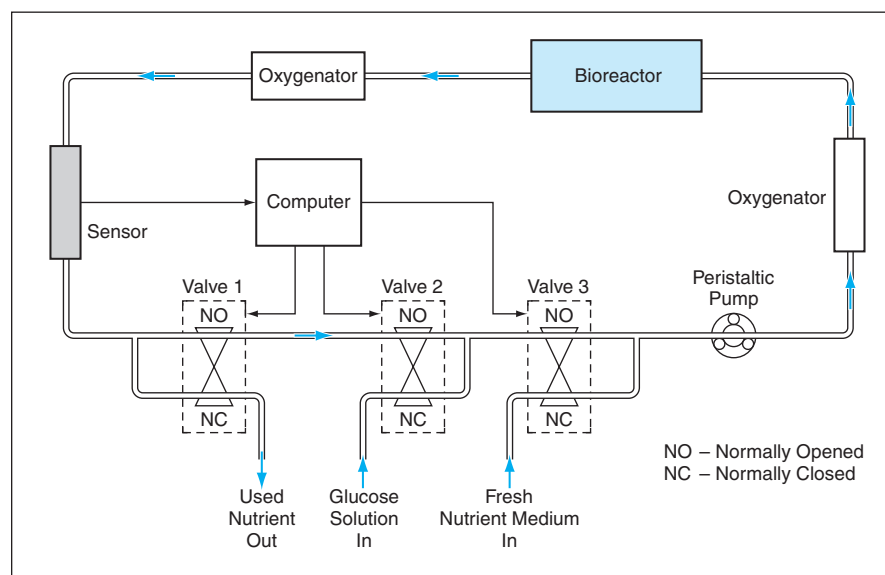 Oxygenator
Bioreactor
Sensor
Computer
Oxygenator
Peristaltic
Pump
Valve 1
Valve 2
Valve 3
NO
NO
NO
NC
NC
NC
NO – Normally Opened
NC – Normally Closed
Used
Nutrient
Out
Glucose
Solution
In
Fresh
Nutrient Medium
In